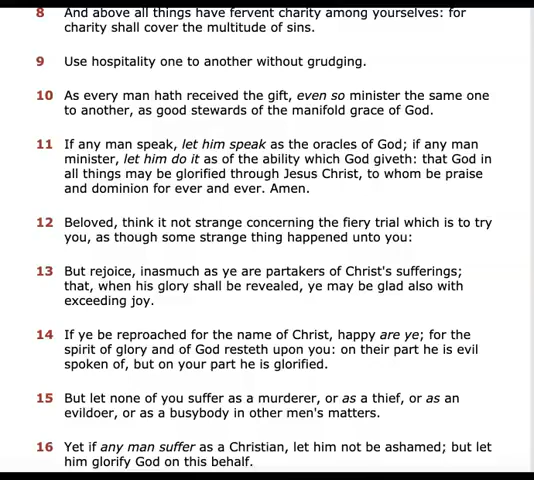 8 And above all things have fervent charity among yourselves: for
charity shall cover the multitude of sins.
9 Use hospitality one to another without grudging.
10 As every man hath received the gift, even so minister the same one
to another, as good stewards of the manifold grace of God.
11 If any man speak, let him speak as the oracles of God; if any man
minister, let him do it as of the ability which God giveth: that God in
all things may be glorified through Jesus Christ, to whom be praise
and dominion for ever and ever. Amen.
12 Beloved, think it not strange concerning the fiery trial which is to try
you, as though some strange thing happened unto you:
13 But rejoice, inasmuch as ye are partakers of Christ's sufferings;
that, when his glory shall be revealed, ye may be glad also with
exceeding joy.
14 If ye be reproached for the name of Christ, happy are ye; for the
spirit of glory and of God resteth upon you: on their part he is evil
spoken of, but on your part he is glorified.
15 But let none of you suffer as a murderer, or as a thief, or as an
evildoer, or as a busybody in other men's matters.
16 Yet if any man suffer as a Christian, let him not be ashamed; but let
him glorify God on this behalf.